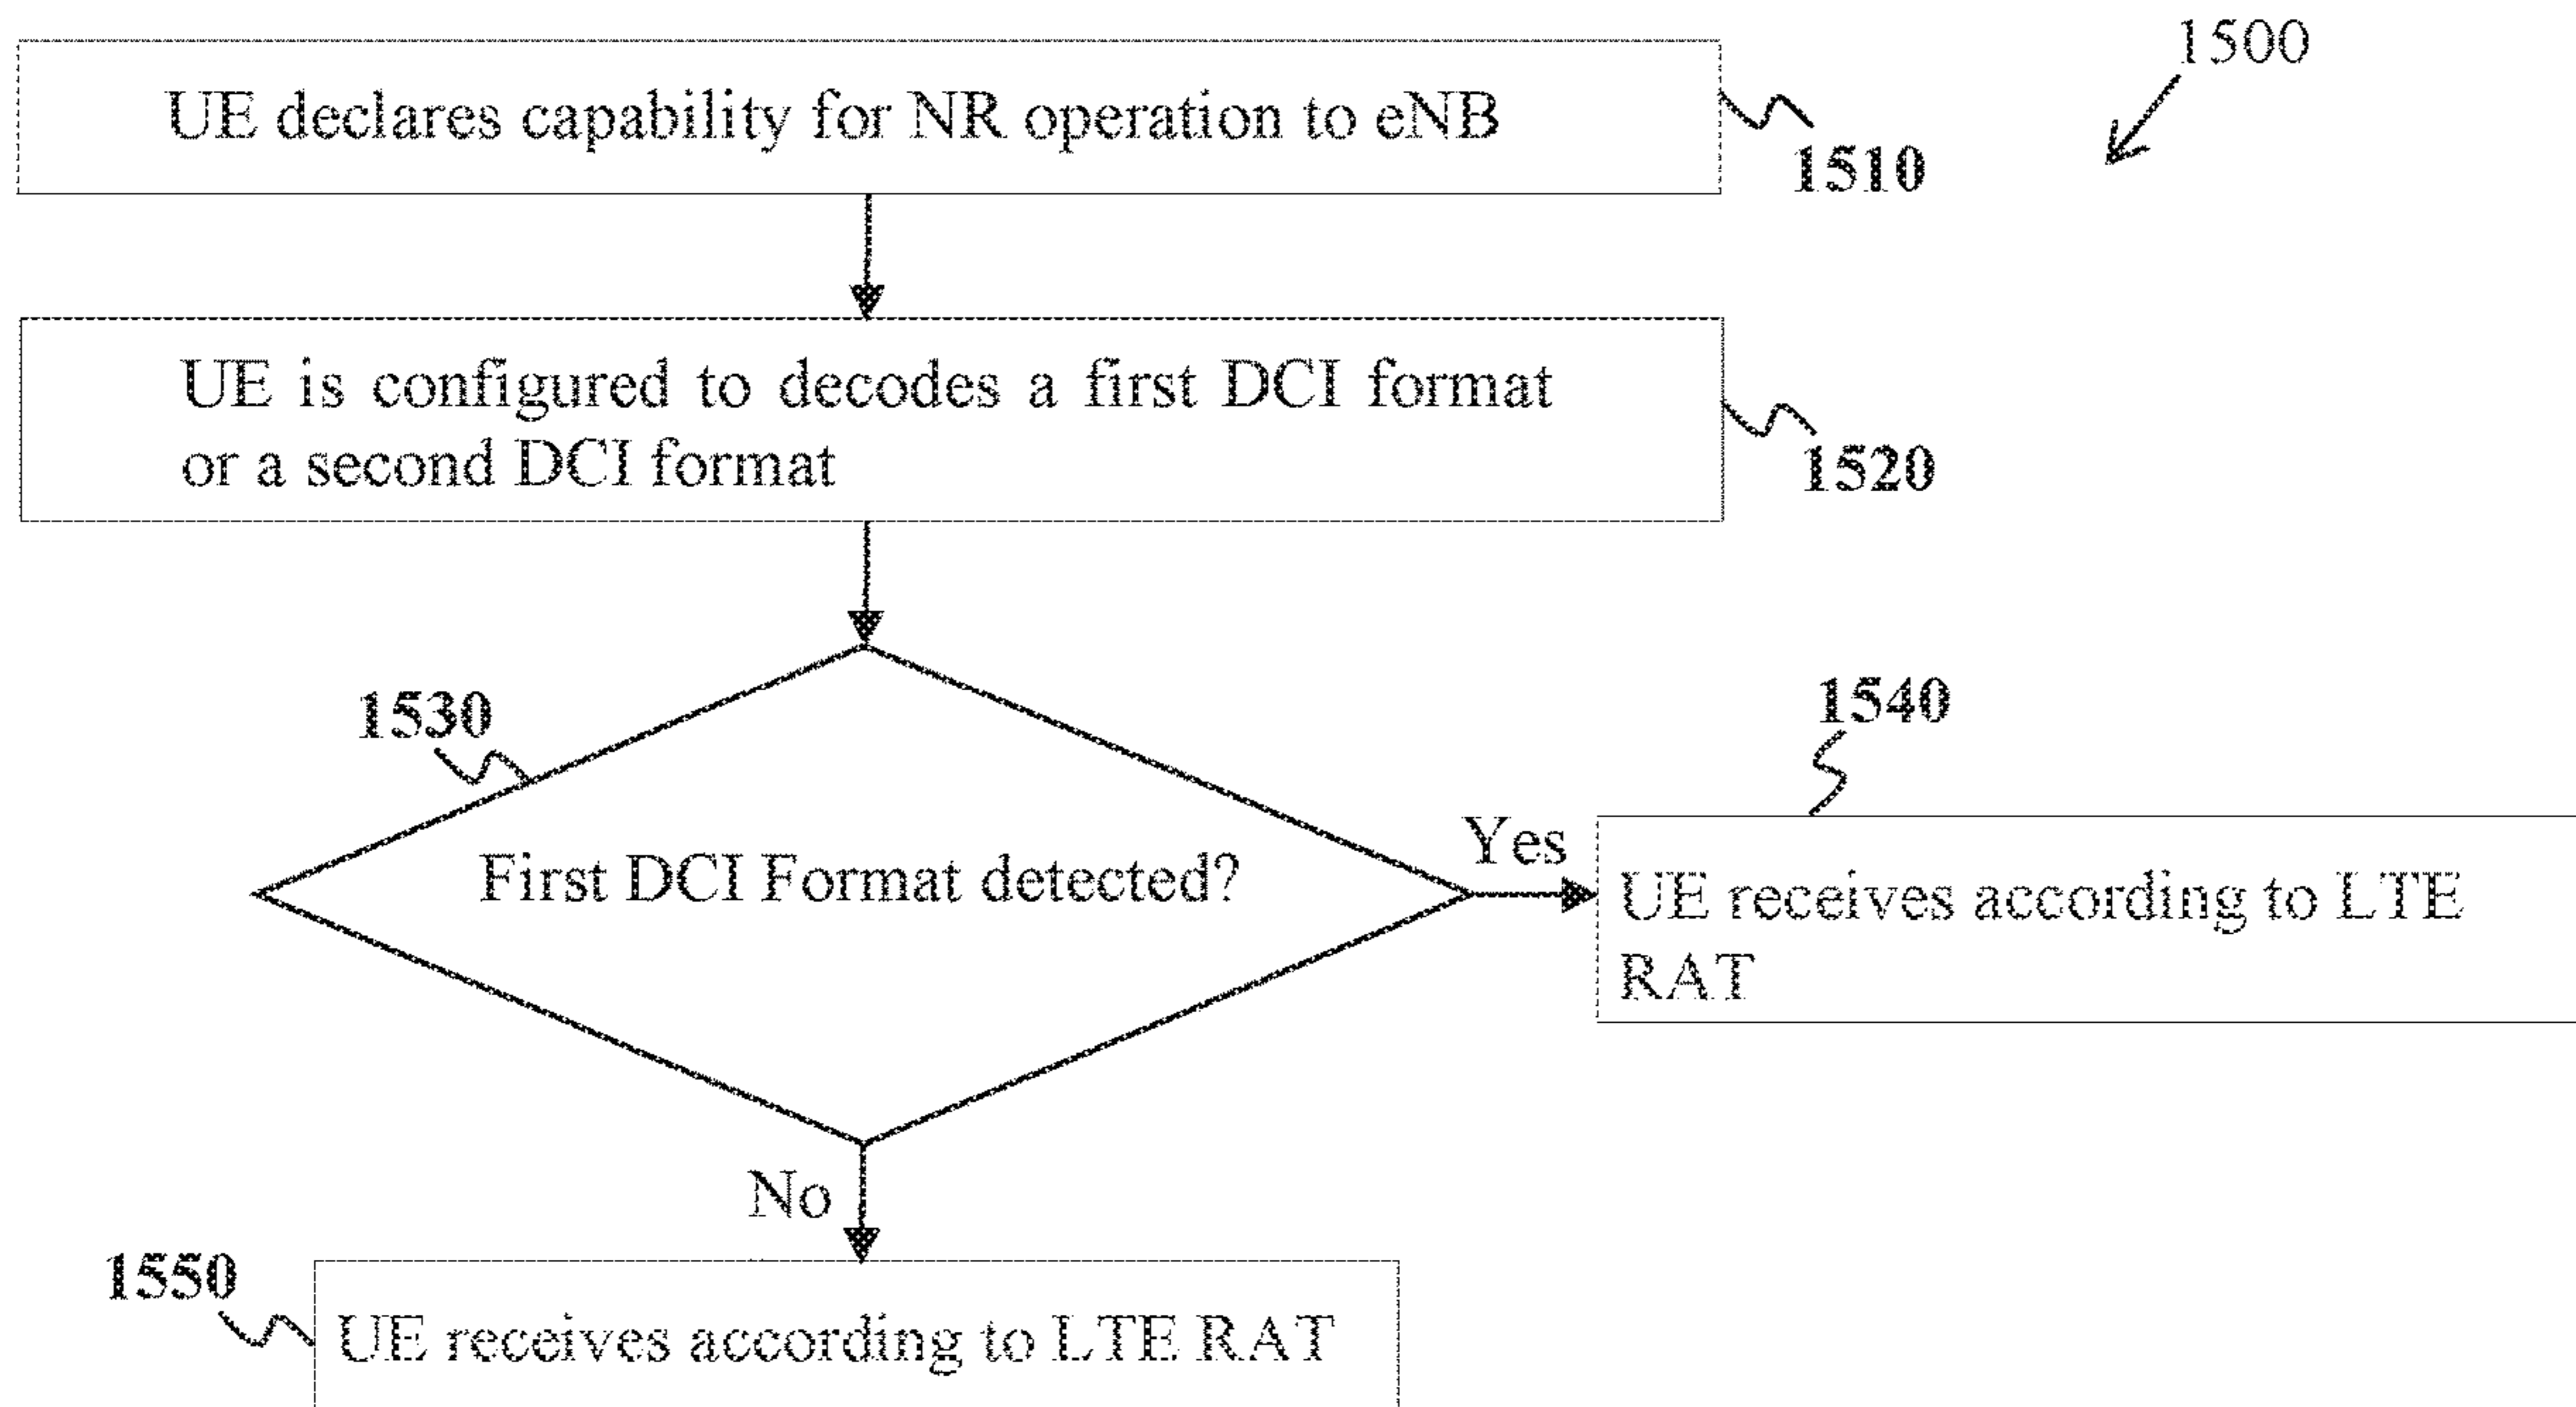 1500
UE declares capability for NR operation to eNB
1510
UE is configured to decodes a first DCI format
or a second DCI format
1520
1530
First DCI Format detected?
Yes
1540
UE receives according to LTE
RAT
No
1550
UE receives according to LTE RAT